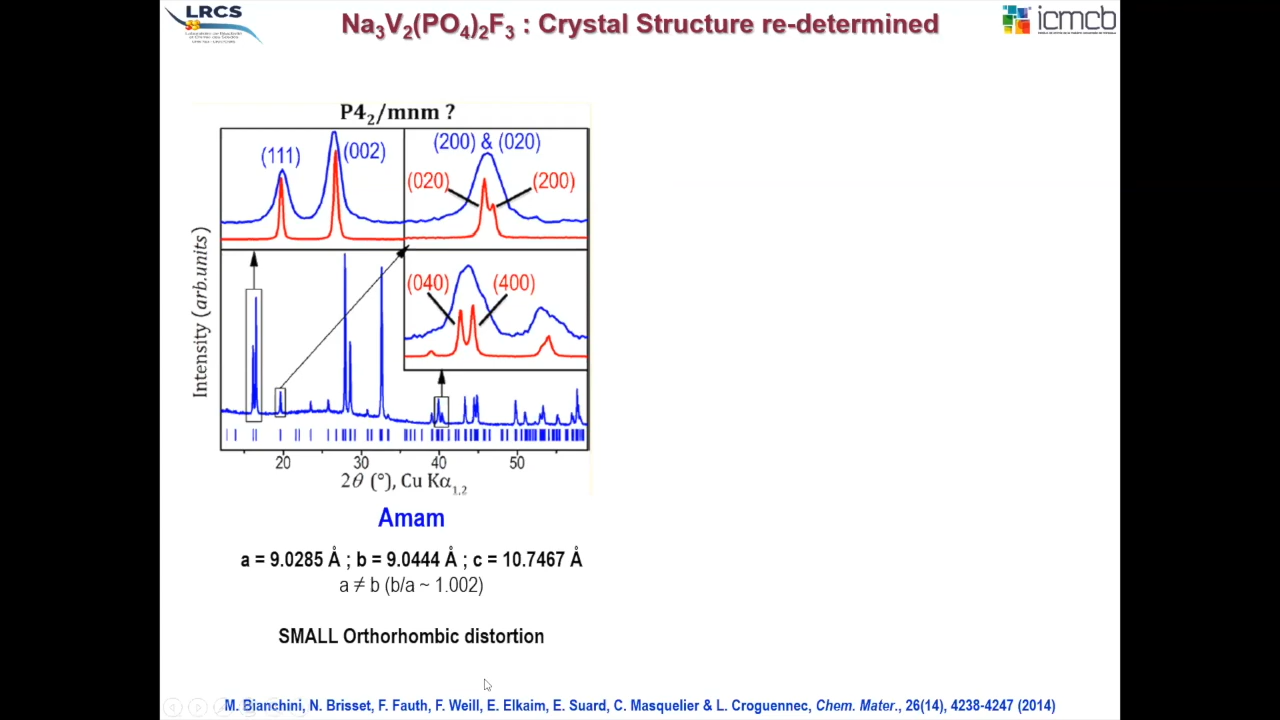 LRCS
Na3V2(PO4)2F3 : Crystal Structure re-determined
icmcb
P42/mnm ?
(111)
(002)
(200) & (020)
(020)
(200)
(040)
(400)
Intensity (arb.units)
20
30
40
50
2θ (°), Cu Kα1,2
Amam
a = 9.0285 Å ; b = 9.0444 Å ; c = 10.7467 Å
a ≠ b (b/a ~ 1.002)
SMALL Orthorhombic distortion
M. Bianchini, N. Brisset, F. Fauth, F. Weill, E. Elkaim, E. Suard, C. Masquelier & L. Croguennec, Chem. Mater., 26(14), 4238-4247 (2014)